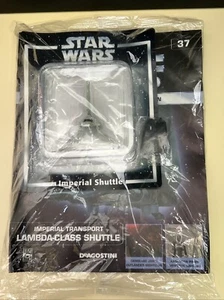 STAR
WARS
37
Imperial Shuttle
IMPERIAL TRANSPORT
LAMBDA-CLASS SHUTTLE
DEAGOSTINI